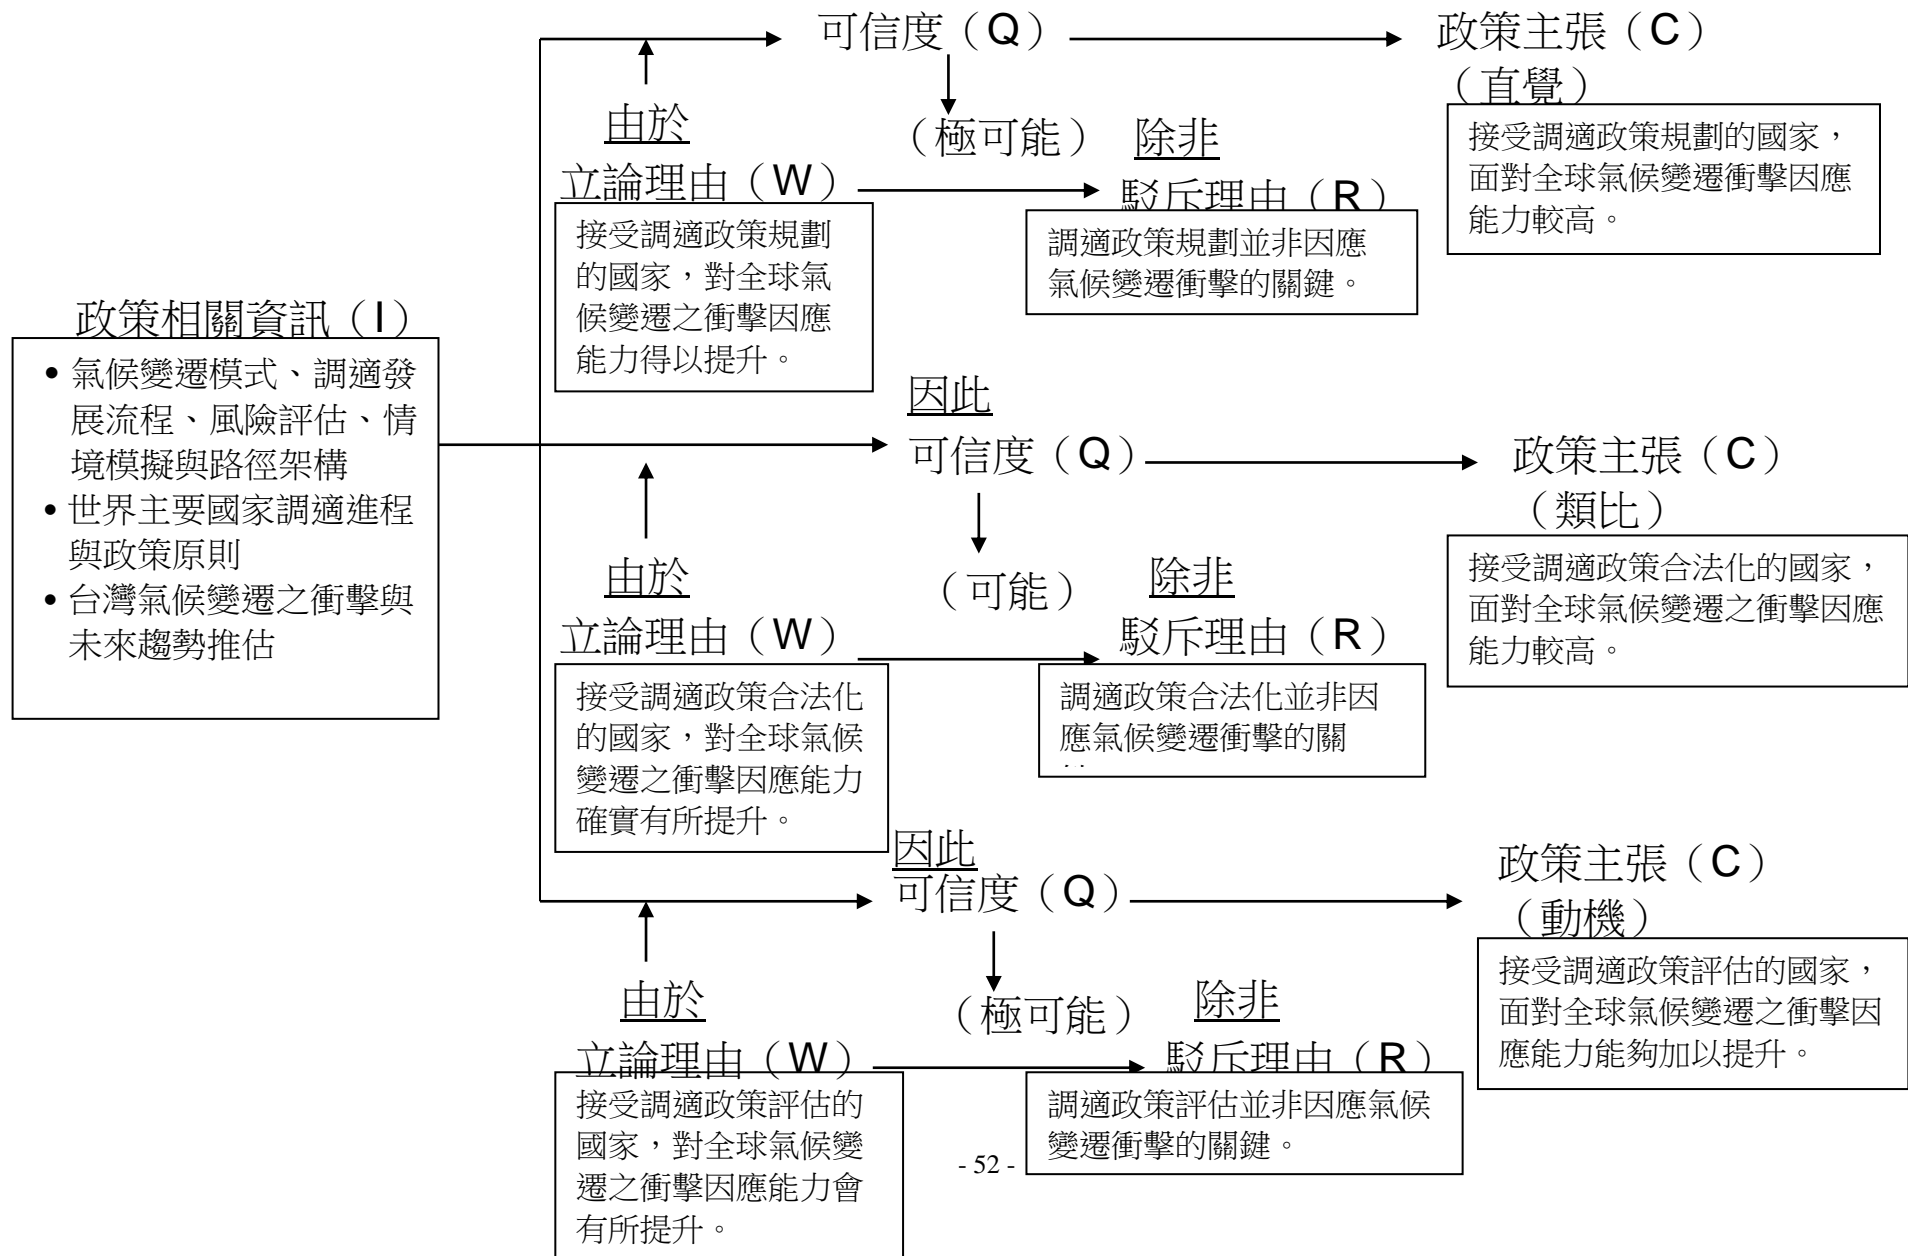 可信度（Q）
政策主張（C）
（直覺）
接受調適政策規劃的國家，
面對全球氣候變遷衝擊因應
能力較高。
由於
（極可能）
除非
立論理由（W）
駁斥理由（R）
接受調適政策規劃
的國家，對全球氣
候變遷之衝擊因應
能力得以提升。
調適政策規劃並非因應
氣候變遷衝擊的關鍵。
政策相關資訊（I）
• 氣候變遷模式、調適發
展流程、風險評估、情
境模擬與路徑架構
• 世界主要國家調適進程
與政策原則
• 台灣氣候變遷之衝擊與
未來趨勢推估
因此
可信度（Q）
政策主張（C）
（類比）
接受調適政策合法化的國家，
面對全球氣候變遷之衝擊因應
能力較高。
由於
（可能）
除非
立論理由（W）
駁斥理由（R）
接受調適政策合法化
的國家，對全球氣候
變遷之衝擊因應能力
確實有所提升。
調適政策合法化並非因
應氣候變遷衝擊的關
因此
可信度（Q）
政策主張（C）
（動機）
接受調適政策評估的國家，
面對全球氣候變遷之衝擊因
應能力能夠加以提升。
由於
（極可能）
除非
立論理由（W）
駁斥理由（R）
接受調適政策評估的
國家，對全球氣候變
遷之衝擊因應能力會
有所提升。
調適政策評估並非因應氣候
變遷衝擊的關鍵。
- 52 -